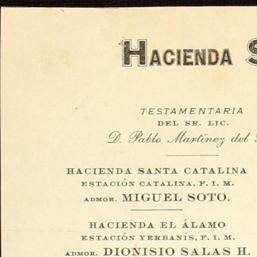 HACIENDA S
TESTAMENTARIA
DEL SR. LIC.
D. Pablo Martínez del
HACIENDA SANTA CATALINA
ESTACIÓN CATALINA, F. I. M.
ADMOR. MIGUEL SOTO.
HACIENDA EL ÁLAMO
ESTACIÓN YERBANÍS, F. I. M.
ADMOR. DIONISIO SALAS H.